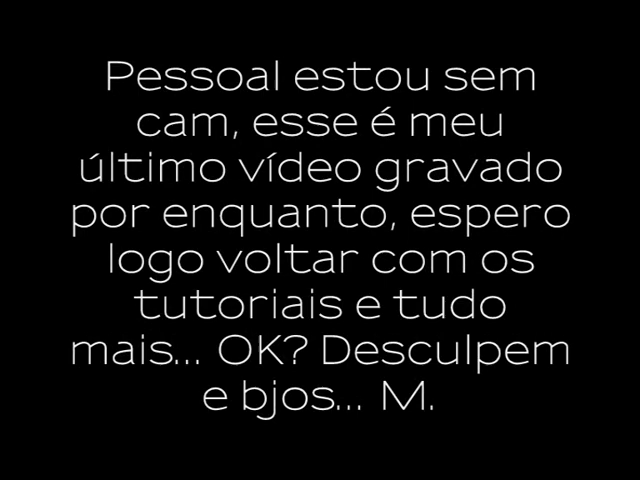 Pessoal estou sem
cam, esse é meu
último vídeo gravado
por enquanto, espero
logo voltar com os
tutoriais e tudo
mais... OK? Desculpem
e bjos... M.